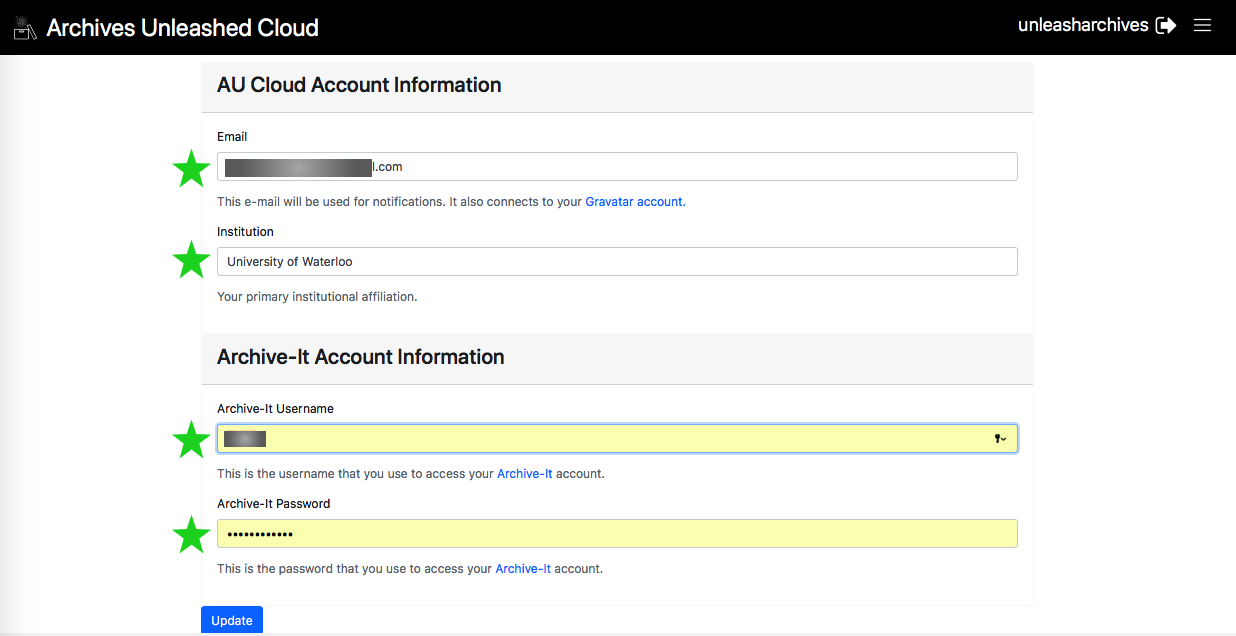 Archives Unleashed Cloud
unleasharchives
AU Cloud Account Information
Email
l.com
This e-mail will be used for notifications. It also connects to your Gravatar account.
Institution
University of Waterloo
Your primary institutional affiliation.
Archive-It Account Information
Archive-It Username
This is the username that you use to access your Archive-It account.
Archive-It Password
••••••••••••
This is the password that you use to access your Archive-It account.
Update